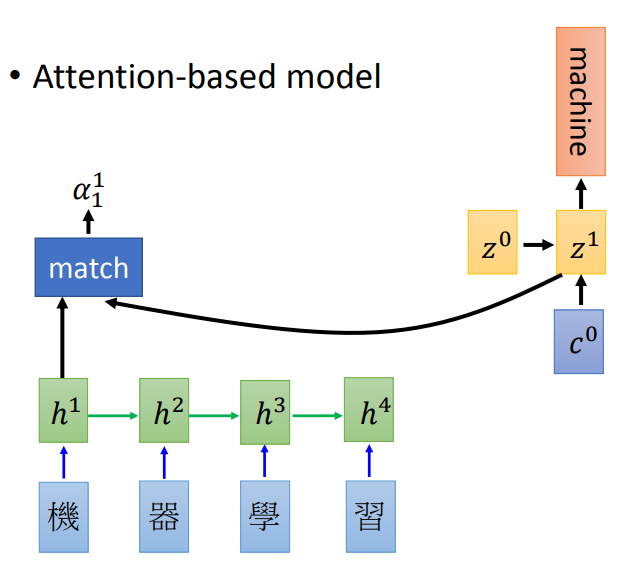 • Attention-based model
machine
α₁¹
match
z⁰ z¹
c⁰
h¹ h² h³ h⁴
機 器 學 習